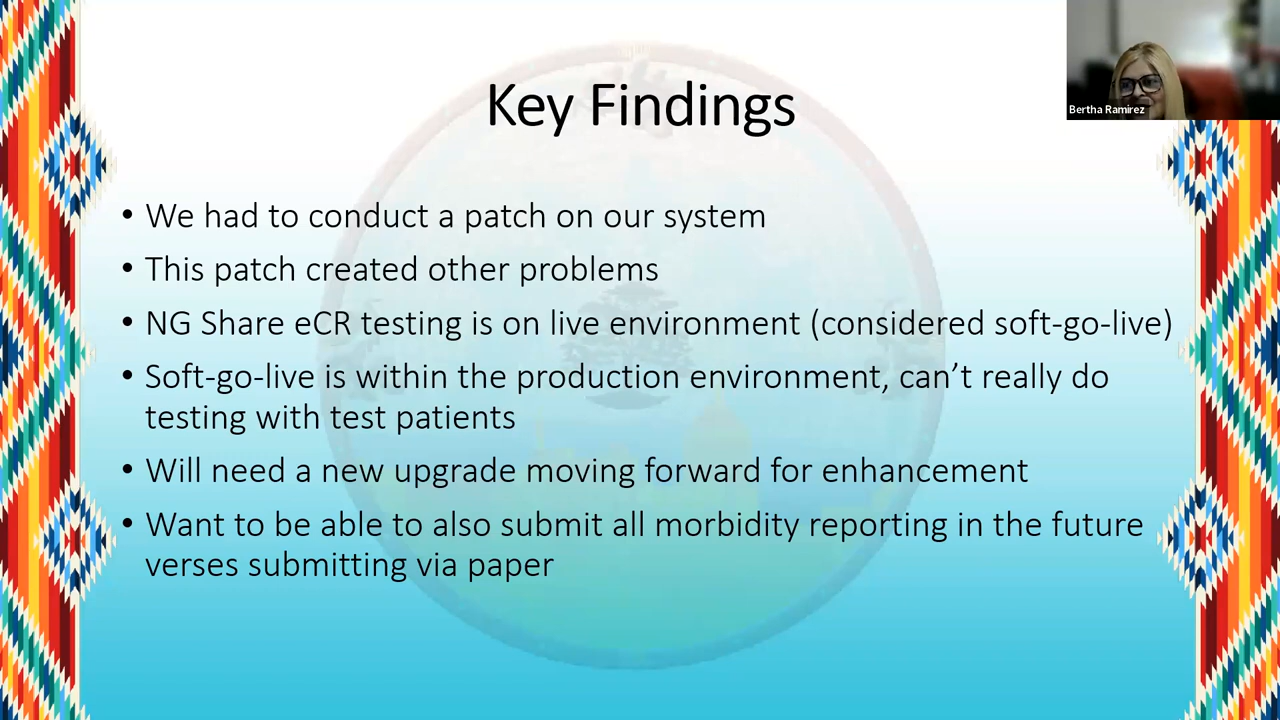 Key Findings
Bertha Ramirez
• We had to conduct a patch on our system
• This patch created other problems
• NG Share eCR testing is on live environment (considered soft-go-live)
• Soft-go-live is within the production environment, can’t really do
testing with test patients
• Will need a new upgrade moving forward for enhancement
• Want to be able to also submit all morbidity reporting in the future
verses submitting via paper